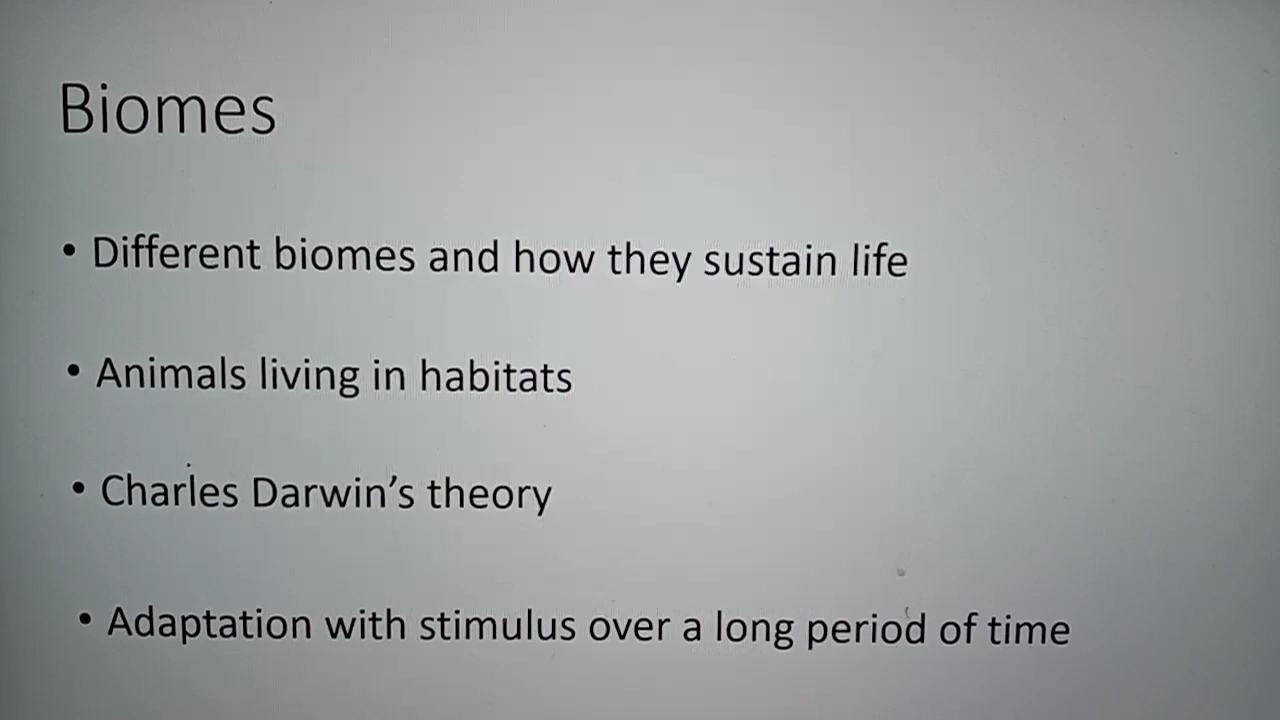 Biomes
• Different biomes and how they sustain life
• Animals living in habitats
• Charles Darwin's theory
• Adaptation with stimulus over a long period of time